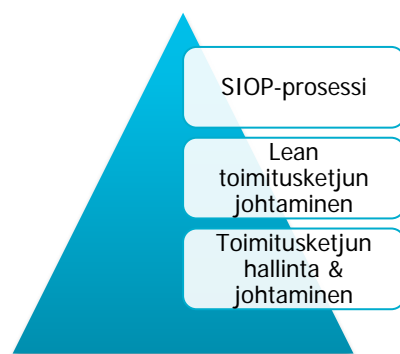 SIOP-prosessi
Lean
toimitusketjun
johtaminen
Toimitusketjun
hallinta &
johtaminen